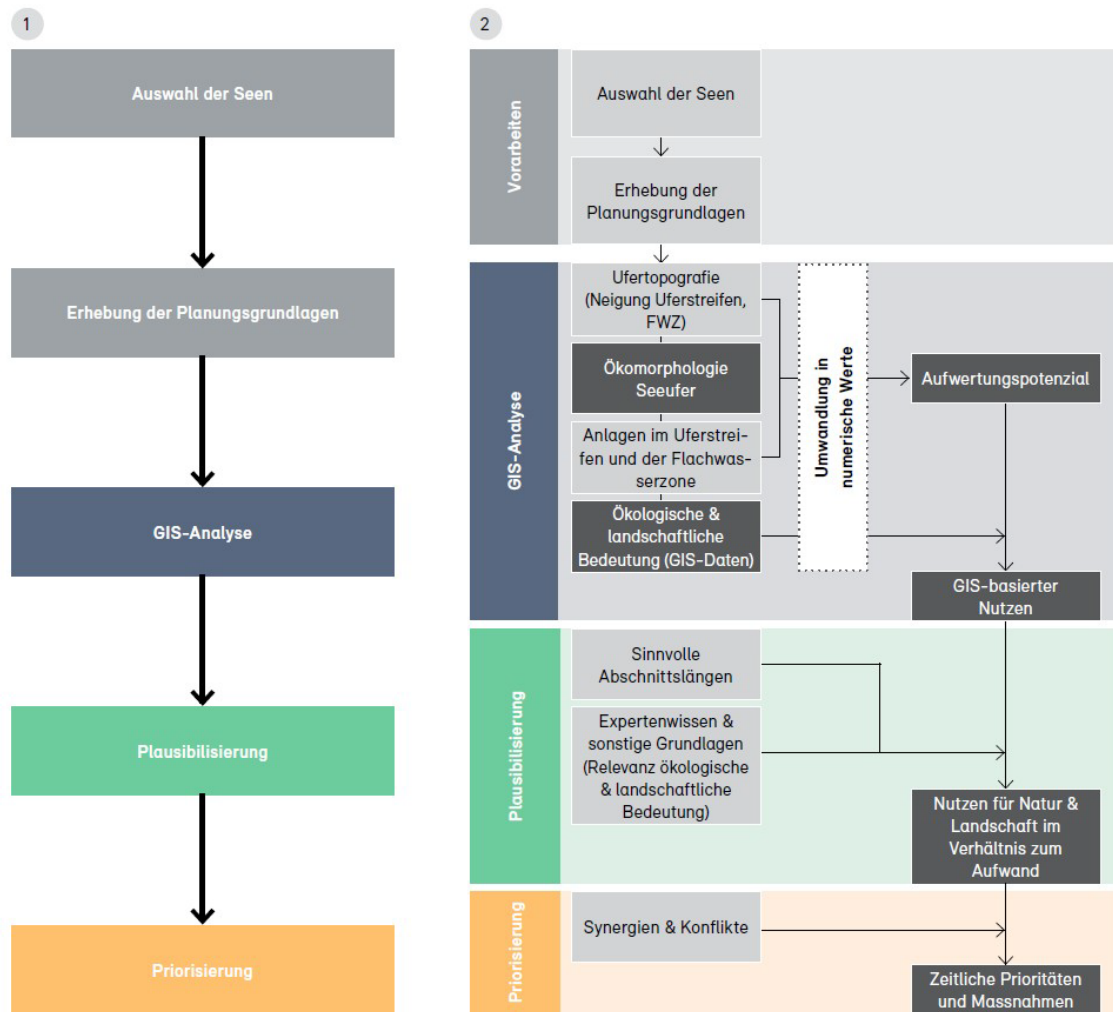 1
Auswahl der Seen
Erhebung der Planungsgrundlagen
GIS-Analyse
Plausibilisierung
Priorisierung
2
Vorarbeiten
Auswahl der Seen
Erhebung der
Planungsgrundlagen
GIS-Analyse
Ufertopografie
(Neigung Uferstreifen,
FWZ)
Ökomorphologie
Seeufer
Anlagen im Uferstrei-
fen und der Flachwas-
serzone
Ökologische &
landschaftliche
Bedeutung (GIS-Daten)
Umwandlung in
numerische Werte
Aufwertungspotenzial
GIS-basierter
Nutzen
Plausibilisierung
Sinnvolle
Abschnittslängen
Expertenwissen &
sonstige Grundlagen
(Relevanz ökologische
& landschaftliche
Bedeutung)
Nutzen für Natur &
Landschaft im
Verhältnis zum
Aufwand
Priorisierung
Synergien & Konflikte
Zeitliche Prioritäten
und Massnahmen